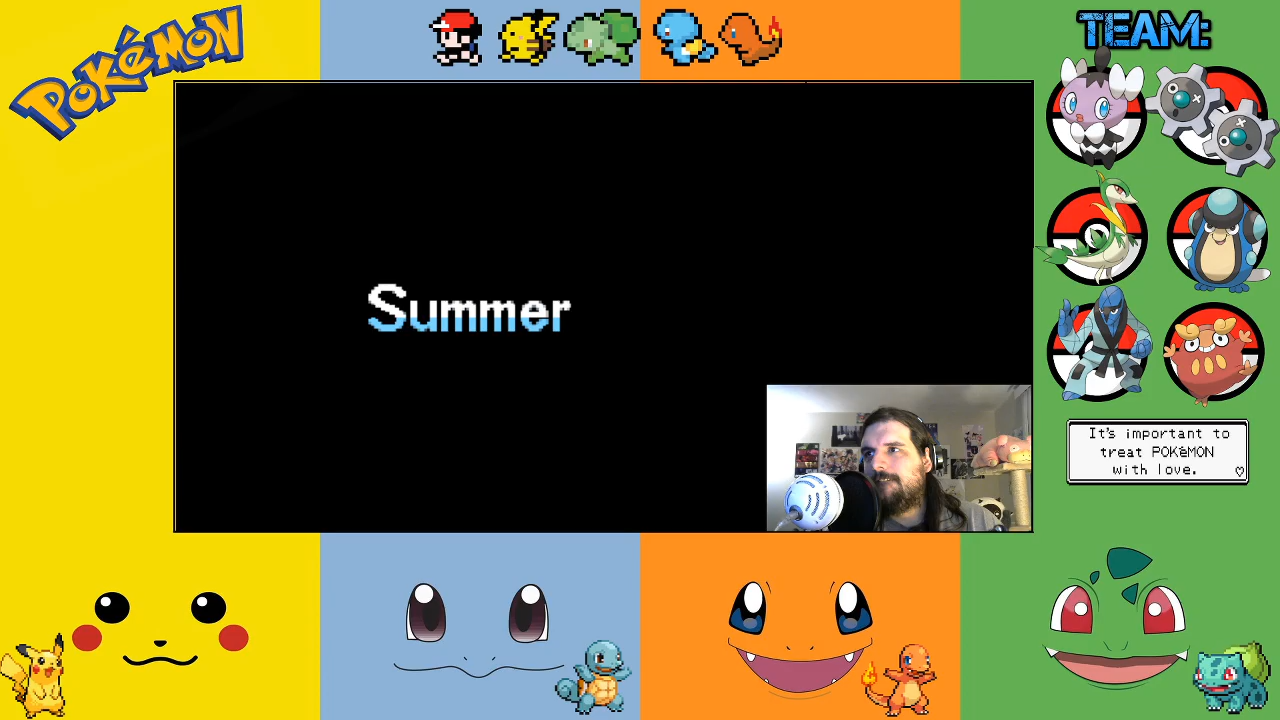 POKéMON
TEAM:
Summer
It's important to
treat POKéMON
with love.